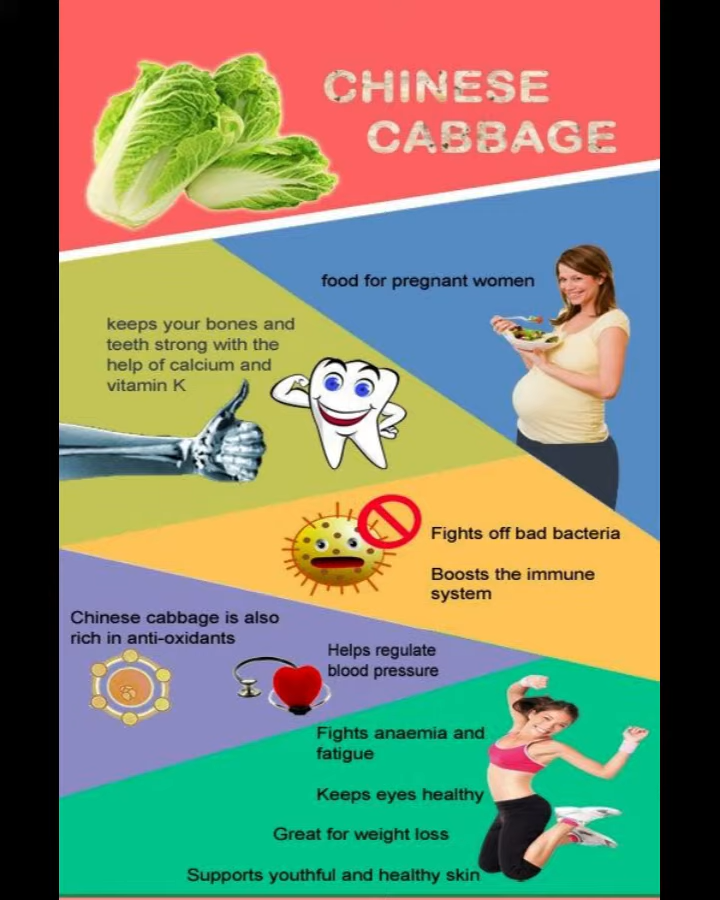 CHINESE
CABBAGE
food for pregnant women
keeps your bones and
teeth strong with the
help of calcium and
vitamin K
Fights off bad bacteria
Boosts the immune
system
Chinese cabbage is also
rich in anti-oxidants
Helps regulate
blood pressure
Fights anaemia and
fatigue
Keeps eyes healthy
Great for weight loss
Supports youthful and healthy skin